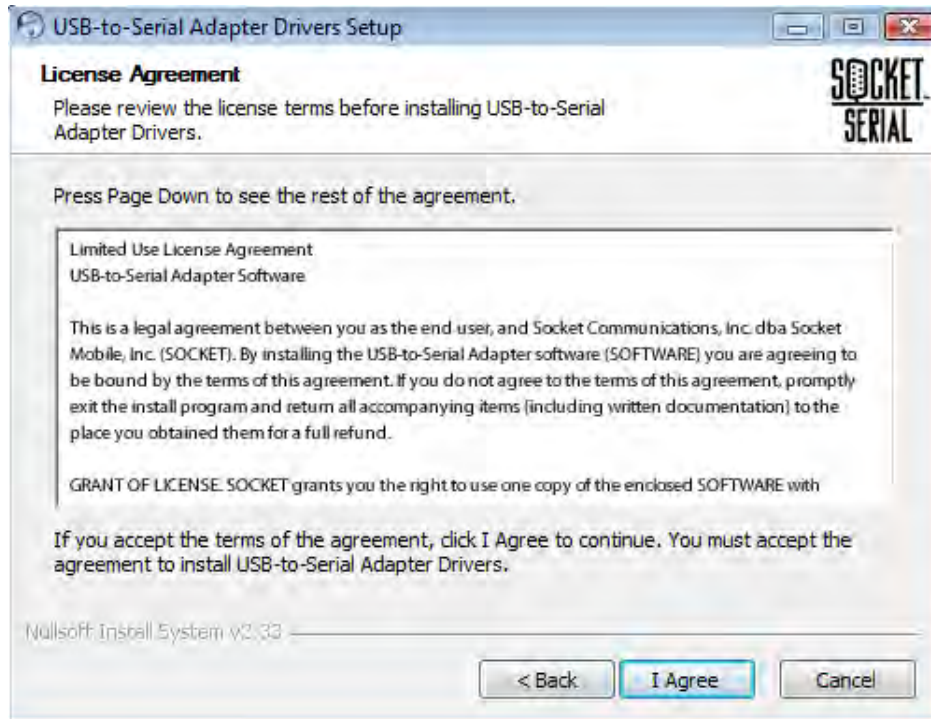 USB-to-Serial Adapter Drivers Setup
License Agreement
Please review the license terms before installing USB-to-Serial
Adapter Drivers.
SOCKET
SERIAL
Press Page Down to see the rest of the agreement.
Limited Use License Agreement
USB-to-Serial Adapter Software
This is a legal agreement between you as the end user, and Socket Communications, Inc. dba Socket
Mobile, Inc. (SOCKET). By installing the USB-to-Serial Adapter software (SOFTWARE) you are agreeing to
be bound by the terms of this agreement. If you do not agree to the terms of this agreement, promptly
exit the install program and return all accompanying items (including written documentation) to the
place you obtained them for a full refund.
GRANT OF LICENSE. SOCKET grants you the right to use one copy of the enclosed SOFTWARE with
If you accept the terms of the agreement, click I Agree to continue. You must accept the
agreement to install USB-to-Serial Adapter Drivers.
Nullsoft Install System v2.33
< Back
I Agree
Cancel